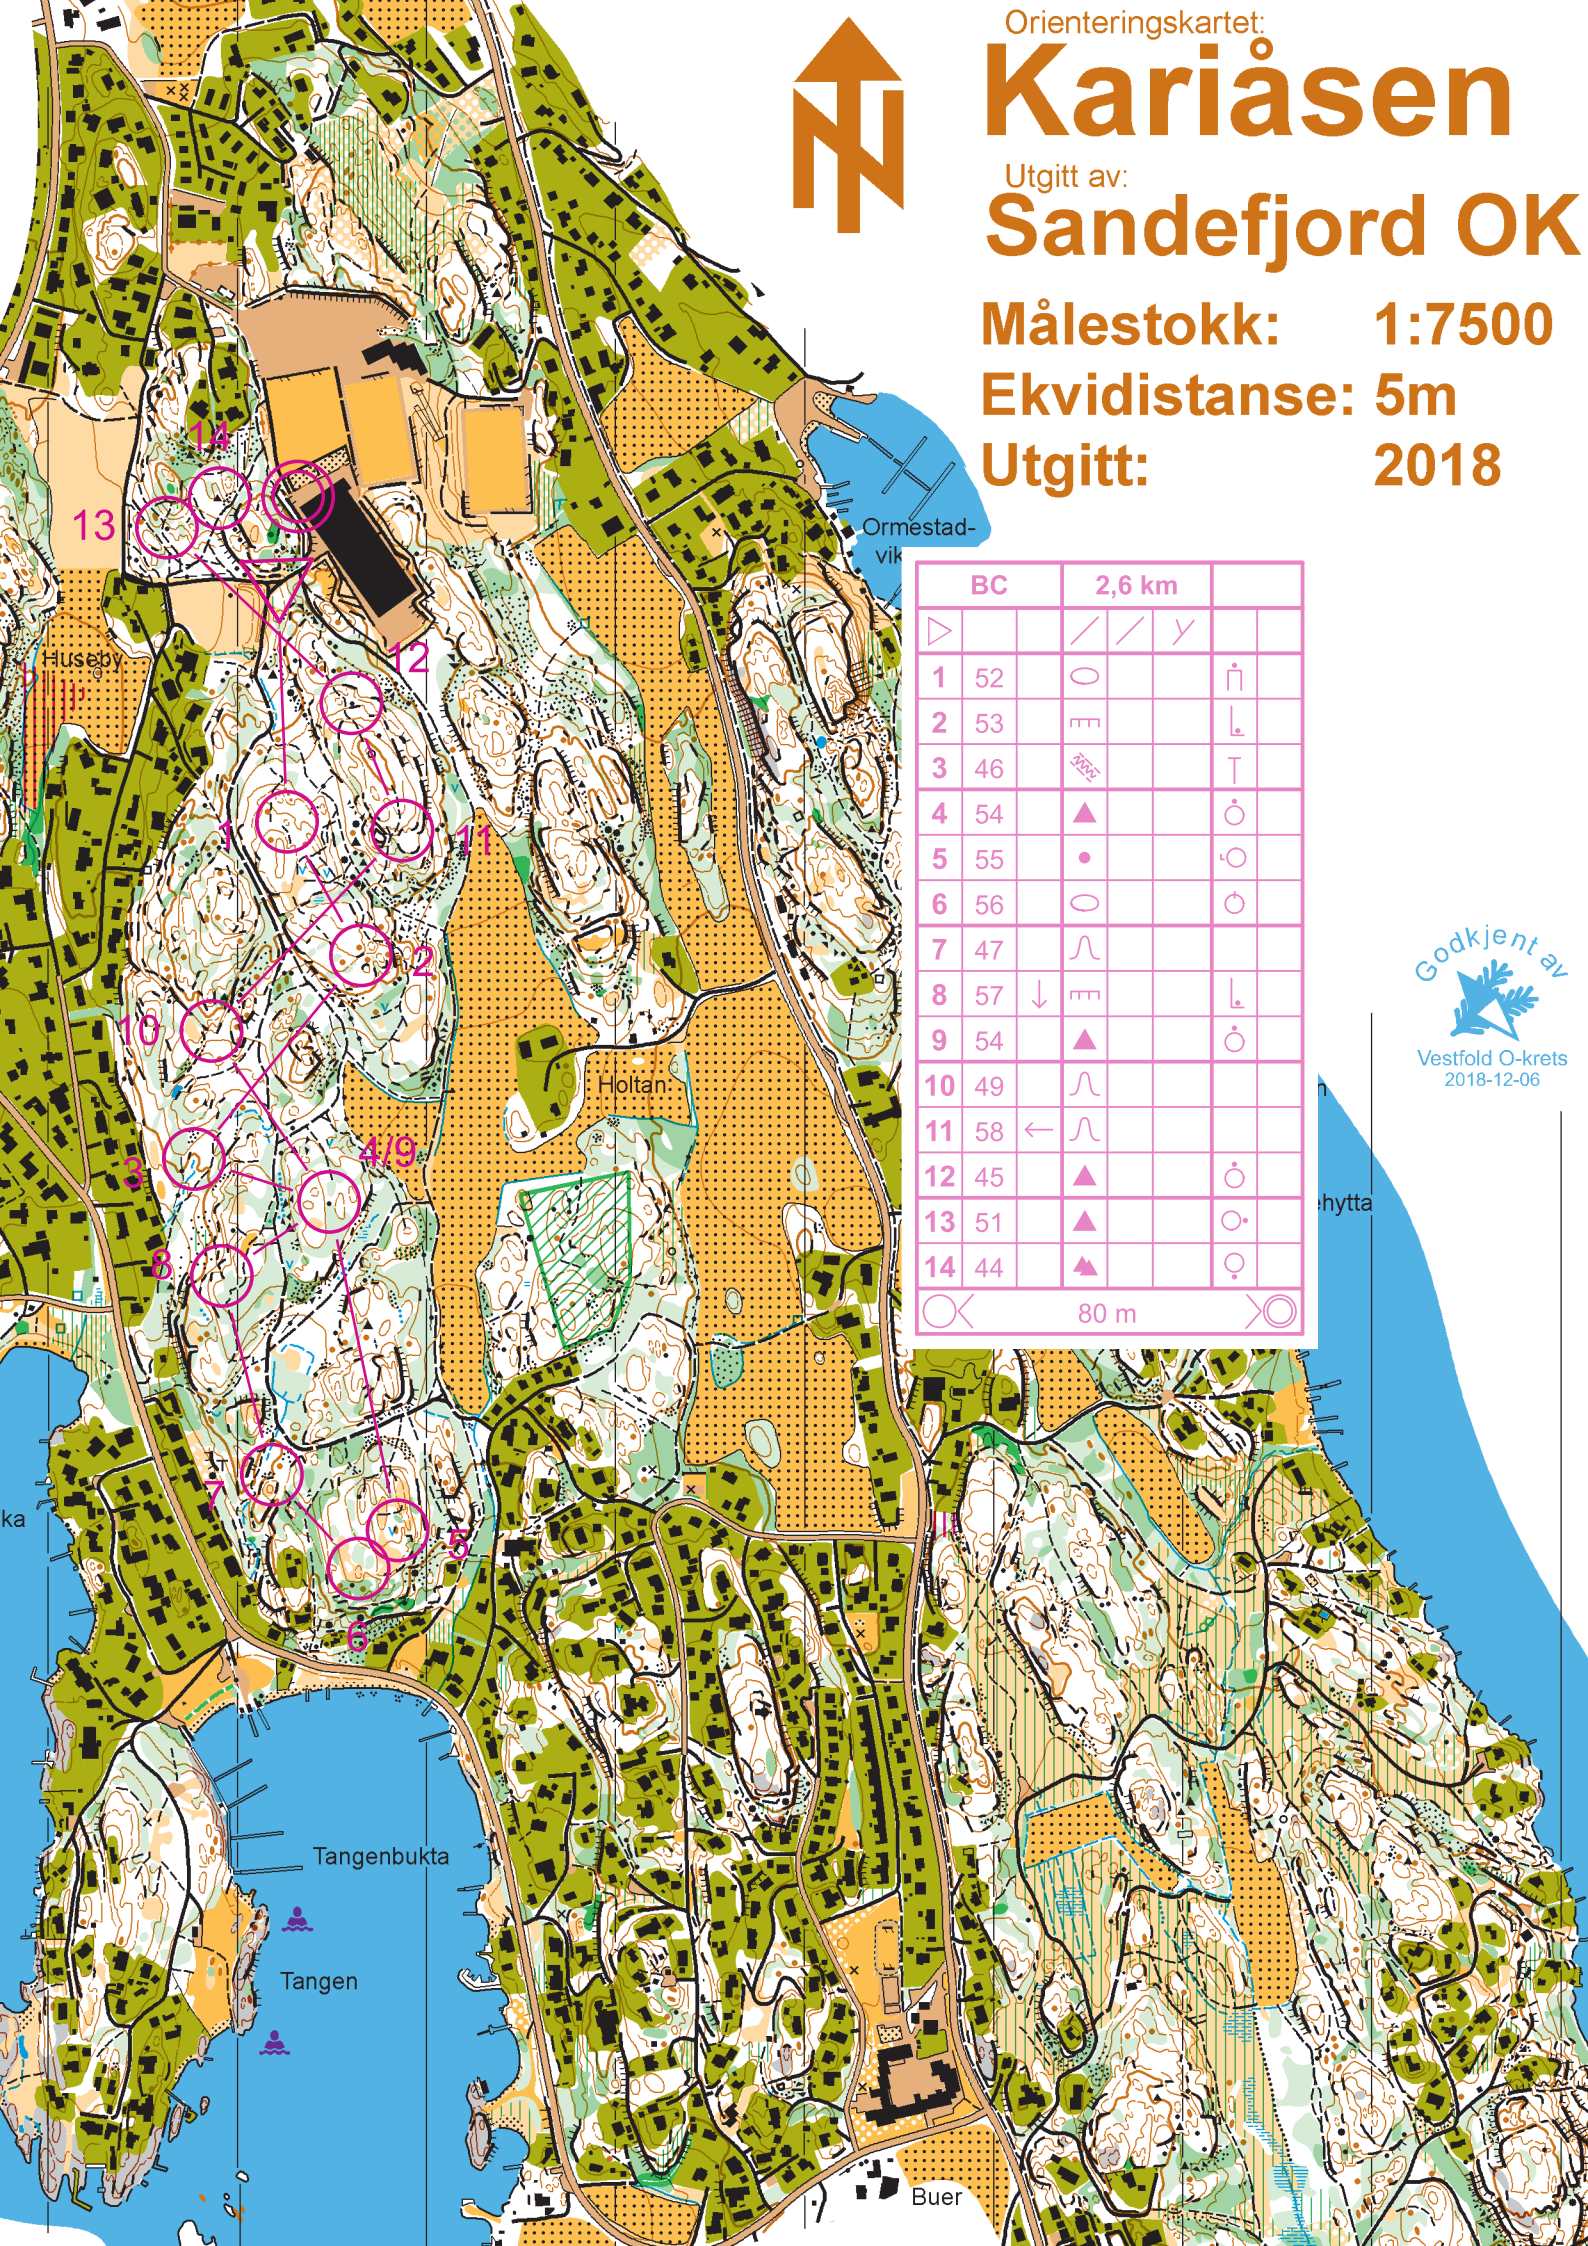 Orienteringskartet:
Kariåsen
Utgitt av:
Sandefjord OK
Målestokk: 1:7500
Ekvidistanse: 5m
Utgitt: 2018
14
13
Ormestad-
vik
BC 2,6 km
Huseby
12
1 52
2 53
3 46
4 54
5 55
6 56
7 47
8 57
9 54
10 49
11 58
12 45
13 51
14 44
80 m
1
11
2
10
Godkjent av
Vestfold O-krets
2018-12-06
Holtan
n
4/9
3
ehytta
8
7
5
ka
6
Tangenbukta
Tangen
Buer